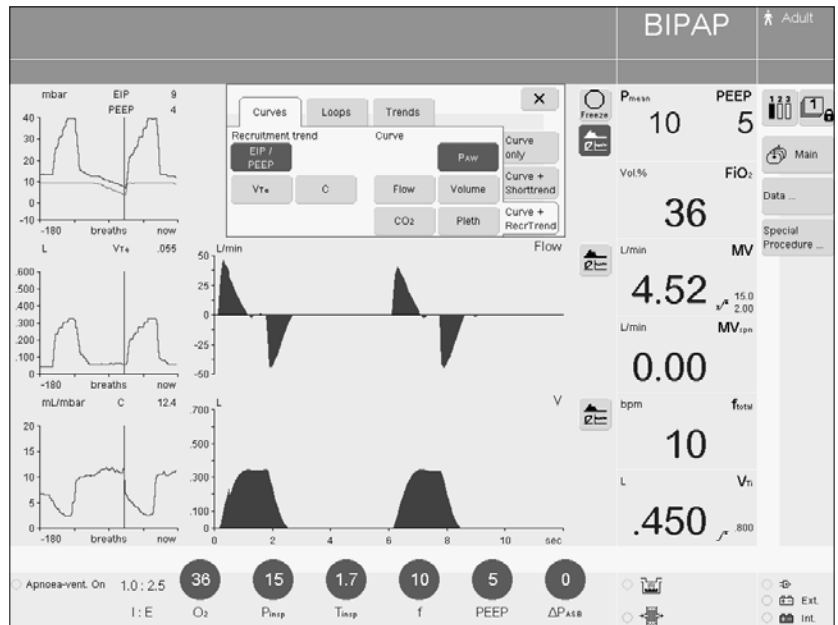 BIPAP
Adult
mbar EIP 9
PEEP 4
40
30
20
10
0
-10
-180 breaths now
Curves Loops Trends
Recruitment trend Curve
EIP /
PEEP
PAW
VTe C Flow Volume
CO2 Pleth
Curve
only
Curve +
Shorttrend
Curve +
RecrTrend
Freeze
Pmean PEEP
10 5
1 2 3
1
Main
Vol.% FiO2
36
Data ...
Special
Procedure ...
L VTe .055
.600
.500
.400
.300
.200
.100
0
-180 breaths now
L/min Flow
50
25
0
-25
-50
L/min MV
4.52
15.0
2.00
L/min MVspn
0.00
mL/mbar C 12.4
20
15
10
5
0
-180 breaths now
L V
.700
.500
.300
.100
0
0 2 4 6 8 10 sec
bpm ftotal
10
L VTi
.450 .800
Apnoea-vent. On 1.0 : 2.5 36 15 1.7 10 5 0
I : E O2 Pinsp Tinsp f PEEP ΔPASB
Ext.
Int.